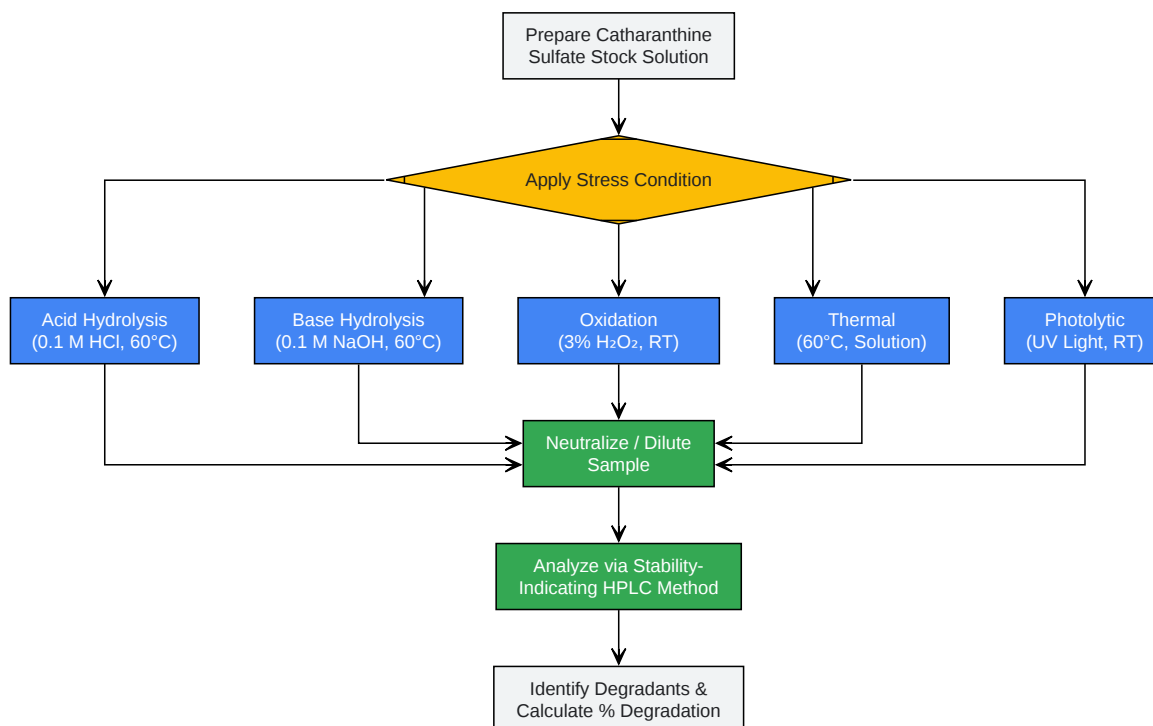 Prepare Catharanthine
Sulfate Stock Solution
Apply Stress Condition
Acid Hydrolysis
(0.1 M HCl, 60°C)
Base Hydrolysis
(0.1 M NaOH, 60°C)
Oxidation
(3% H₂O₂, RT)
Thermal
(60°C, Solution)
Photolytic
(UV Light, RT)
Neutralize / Dilute
Sample
Analyze via Stability-
Indicating HPLC Method
Identify Degradants &
Calculate % Degradation